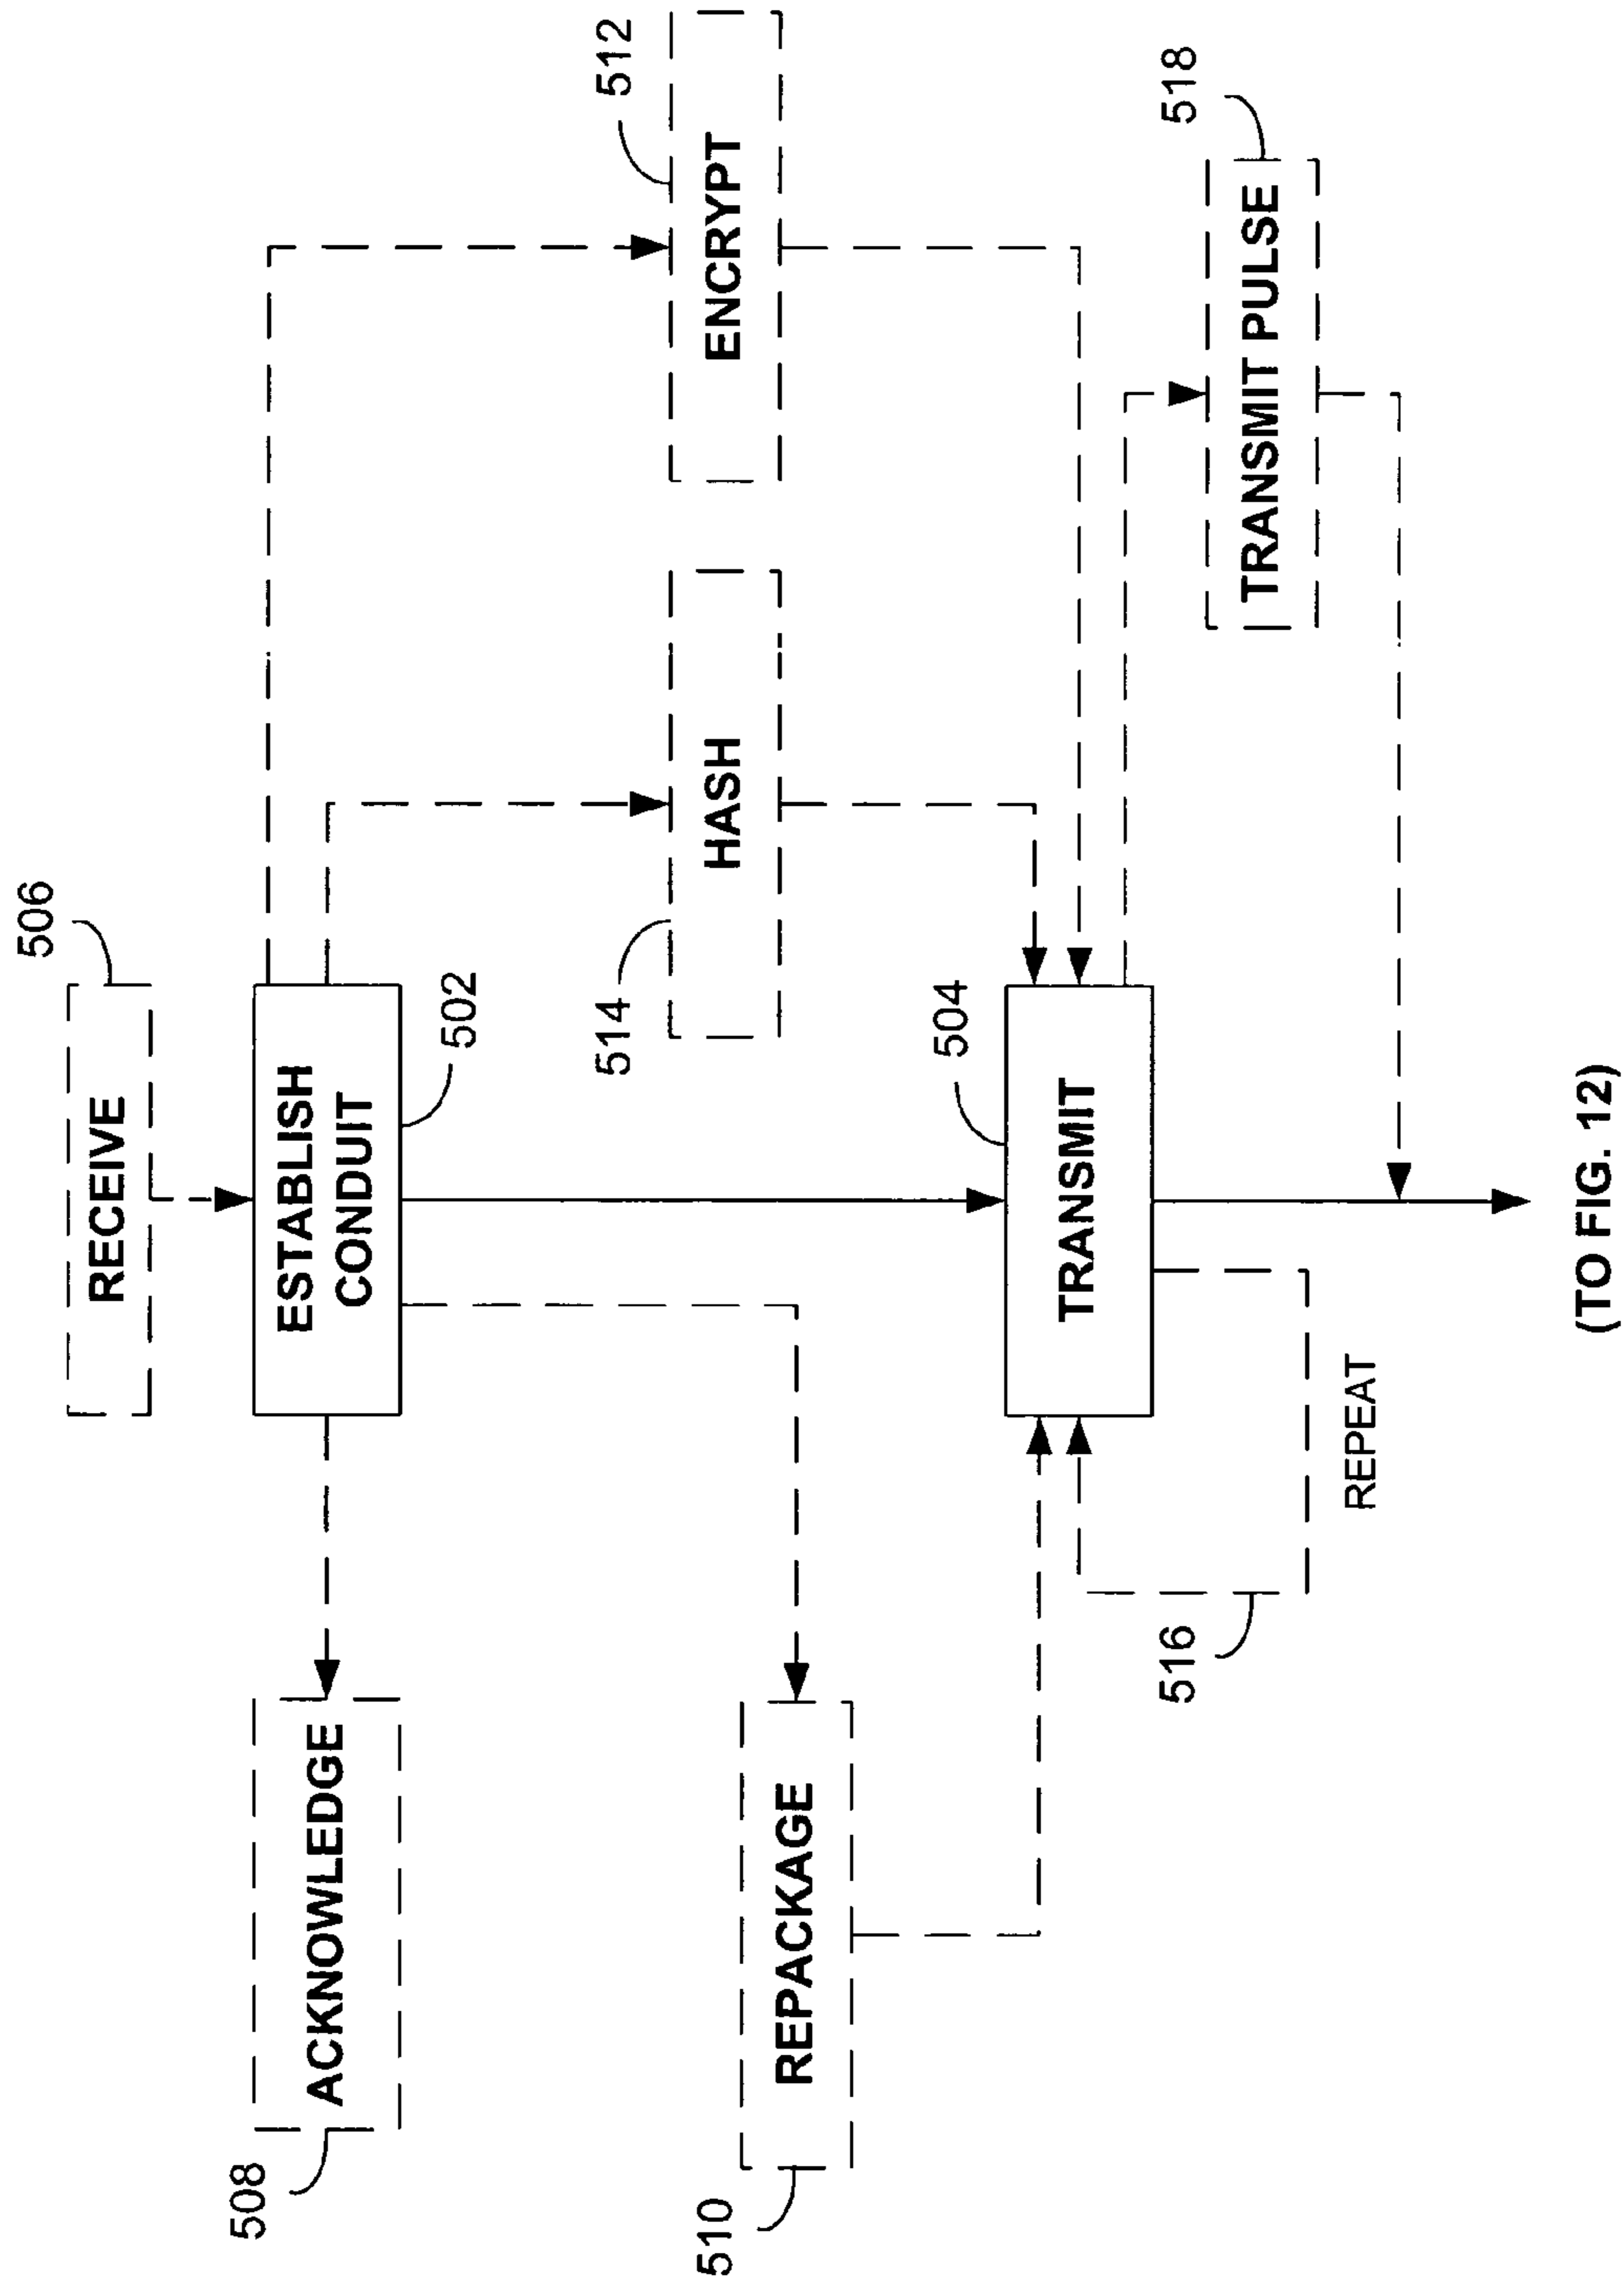 506
RECEIVE
508
ACKNOWLEDGE
ESTABLISH
CONDUIT
502
510
REPACKAGE
514
HASH
512
ENCRYPT
504
TRANSMIT
516
REPEAT
518
TRANSMIT PULSE
(TO FIG. 12)